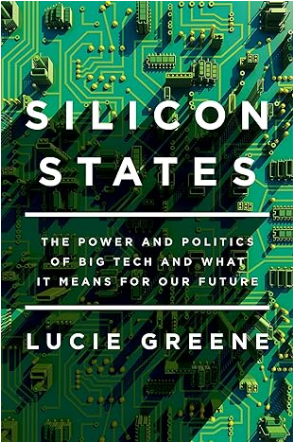 SILICON
STATES
THE POWER AND POLITICS
OF BIG TECH AND WHAT
IT MEANS FOR OUR FUTURE
LUCIE GREENE